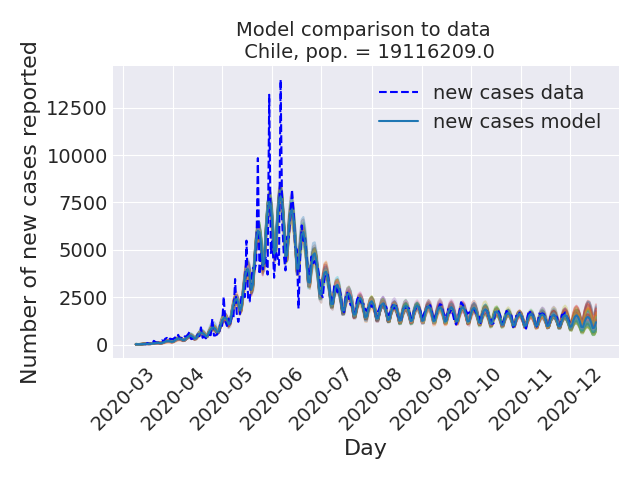 Model comparison to data
Chile, pop. = 19116209.0
Number of new cases reported
12500
10000
7500
5000
2500
0
new cases data
new cases model
2020-03
2020-04
2020-05
2020-06
2020-07
2020-08
2020-09
2020-10
2020-11
2020-12
Day